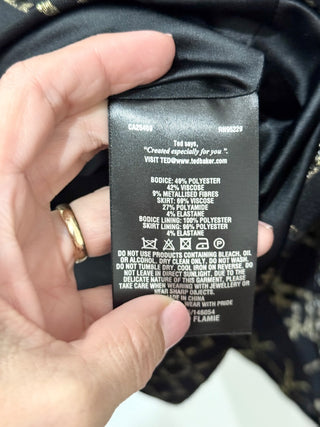 CA25459 RN95229
Ted says,
"Created especially for you ".
VISIT TED@www.tedbaker.com
BODICE: 49% POLYESTER
42% VISCOSE
9% METALLISED FIBRES
SKIRT: 69% VISCOSE
27% POLYAMIDE
4% ELASTANE
BODICE LINING: 100% POLYESTER
SKIRT LINING: 96% POLYESTER
4% ELASTANE
DO NOT USE PRODUCTS CONTAINING BLEACH, OIL
OR ALCOHOL. DRY CLEAN ONLY. DO NOT WASH.
DO NOT TUMBLE DRY. COOL IRON ON REVERSE. DO
NOT LEAVE IN DIRECT SUNLIGHT. DUE TO THE
DELICATE NATURE OF THIS GARMENT, PLEASE
TAKE CARE WHEN WEARING WITH JEWELLERY OR
WEAR SHARP OBJECTS.
MADE IN CHINA
WEAR WITH PRIDE
/146054
FLAMIE